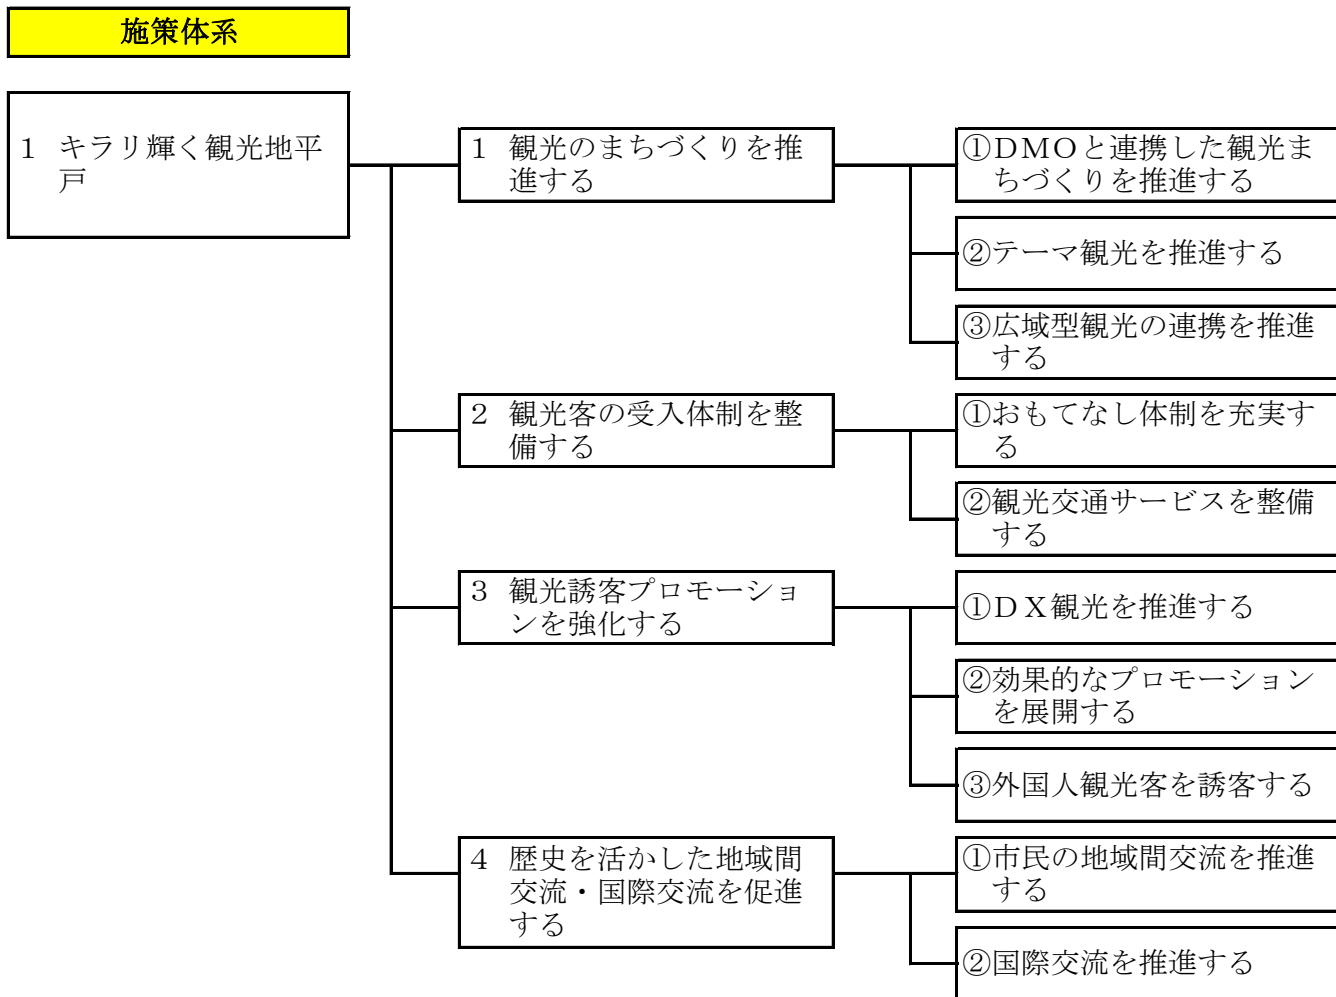 施策体系
１ キラリ輝く観光地平
戸
１ 観光のまちづくりを推
進する
①ＤＭＯと連携した観光ま
ちづくりを推進する
②テーマ観光を推進する
③広域型観光の連携を推進
する
２ 観光客の受入体制を整
備する
①おもてなし体制を充実す
る
②観光交通サービスを整備
する
３ 観光誘客プロモーショ
ンを強化する
①ＤＸ観光を推進する
②効果的なプロモーション
を展開する
③外国人観光客を誘客する
４ 歴史を活かした地域間
交流・国際交流を促進
する
①市民の地域間交流を推進
する
②国際交流を推進する